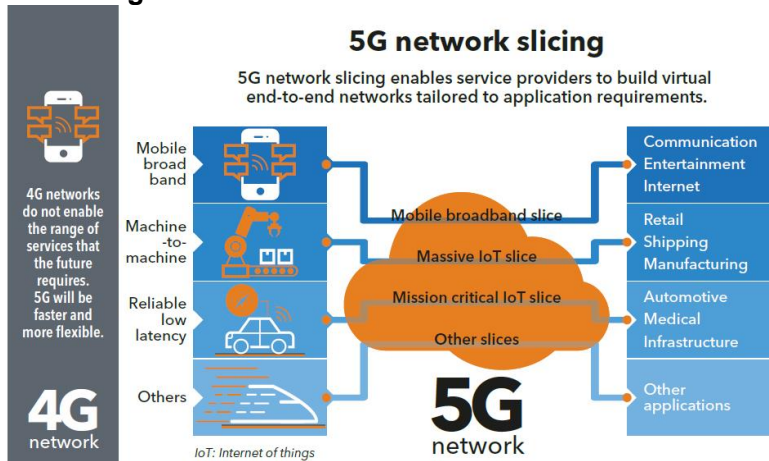 5G network slicing
5G network slicing enables service providers to build virtual
end-to-end networks tailored to application requirements.
4G networks
do not enable
the range of
services that
the future
requires.
5G will be
faster and
more flexible.
4G
network
Mobile
broad
band
Machine
-to-
machine
Reliable
low
latency
Others
Mobile broadband slice
Massive IoT slice
Mission critical IoT slice
Other slices
5G
network
Communication
Entertainment
Internet
Retail
Shipping
Manufacturing
Automotive
Medical
Infrastructure
Other
applications
IoT: Internet of things